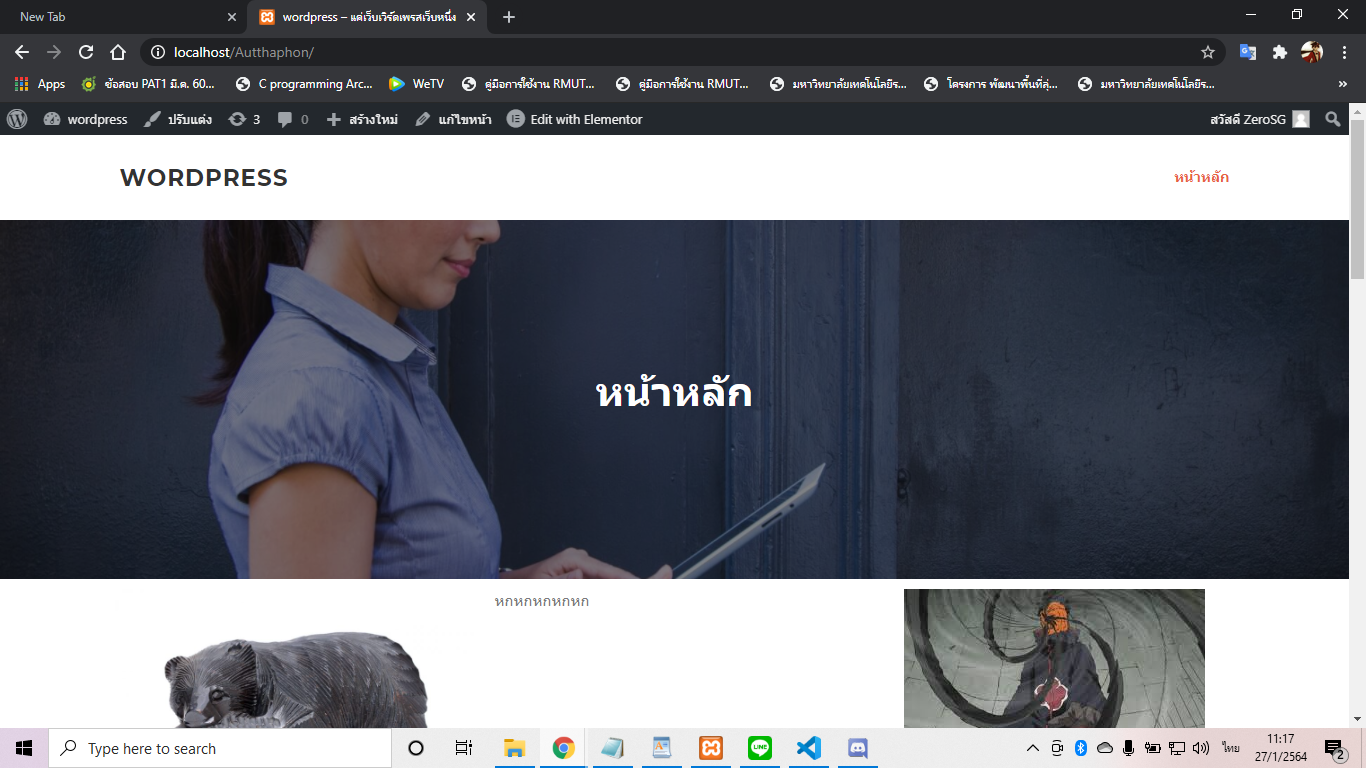 New Tab
wordpress – แค่เว็บเวิร์ดเพรสเว็บหนึ่ง
localhost/Autthaphon/
Apps ข้อสอบ PAT1 มี.ค. 60... C programming Arc... WeTV คู่มือการใช้งาน RMUT... คู่มือการใช้งาน RMUT... มหาวิทยาลัยเทคโนโลยีร... โครงการ พัฒนาพื้นที่สุ่... มหาวิทยาลัยเทคโนโลยีร... »
wordpress ปรับแต่ง 3 0 สร้างใหม่ แก้ไขหน้า Edit with Elementor สวัสดี ZeroSG
WORDPRESS
หน้าหลัก
หน้าหลัก
หกหกหกหกหก
Type here to search
ไทย
11:17
27/1/2564
2